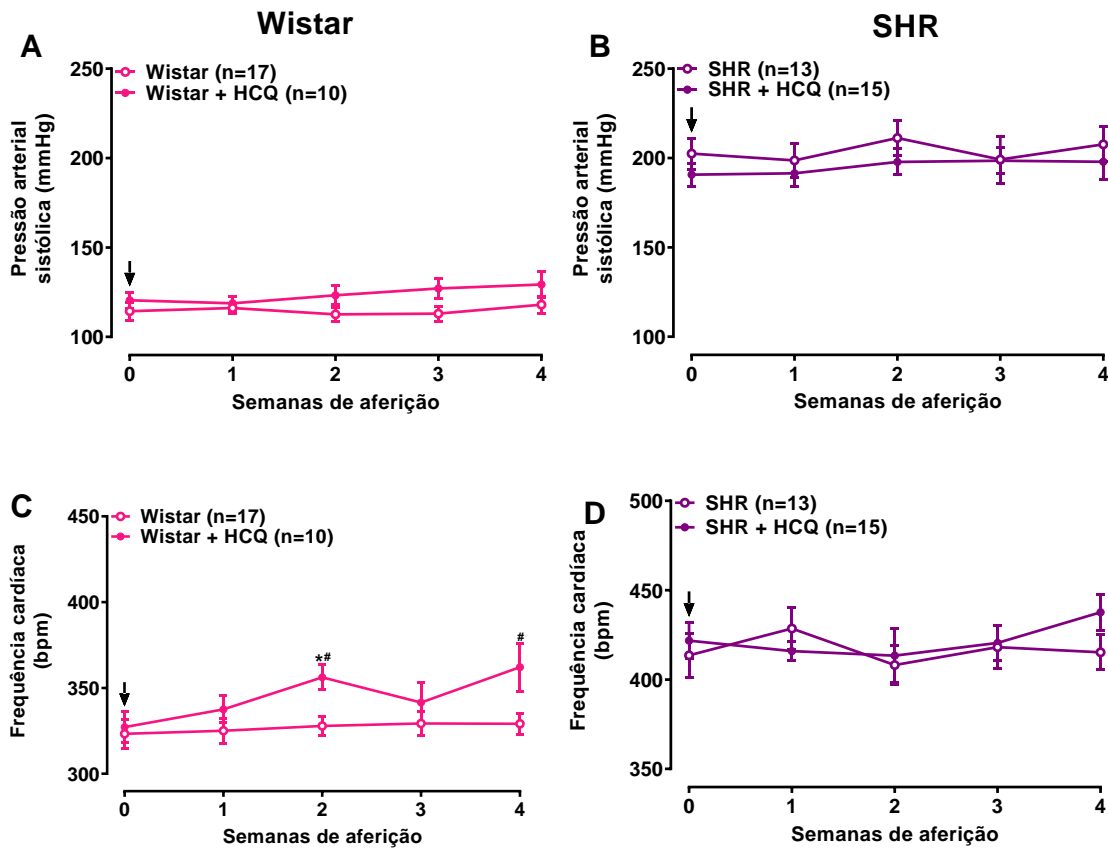 Wistar
SHR
A
Wistar (n=17)
Wistar + HCQ (n=10)
250
200
150
100
Pressão arterial
sistólica (mmHg)
0 1 2 3 4
Semanas de aferição
B
SHR (n=13)
SHR + HCQ (n=15)
250
200
150
100
Pressão arterial
sistólica (mmHg)
0 1 2 3 4
Semanas de aferição
C
Wistar (n=17)
Wistar + HCQ (n=10)
450
400
350
300
Frequência cardíaca
(bpm)
*#
#
0 1 2 3 4
Semanas de aferição
D
SHR (n=13)
SHR + HCQ (n=15)
500
450
400
350
Frequência cardíaca
(bpm)
0 1 2 3 4
Semanas de aferição